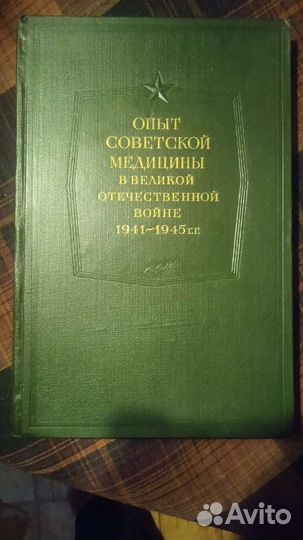 ОПЫТ
СОВЕТСКОЙ
МЕДИЦИНЫ
В ВЕЛИКОЙ
ОТЕЧЕСТВЕННОЙ
ВОЙНЕ
1941–1945 г.г.
Avito